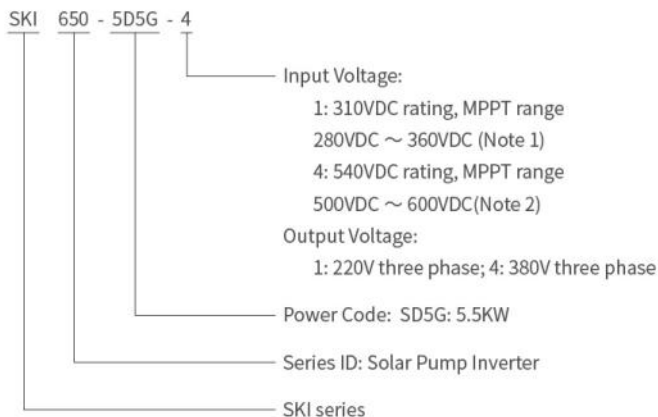 SKI 650 - 5D5G - 4
Input Voltage:
1: 310VDC rating, MPPT range
280VDC ～ 360VDC (Note 1)
4: 540VDC rating, MPPT range
500VDC ～ 600VDC(Note 2)
Output Voltage:
1: 220V three phase; 4: 380V three phase
Power Code: SD5G: 5.5KW
Series ID: Solar Pump Inverter
SKI series